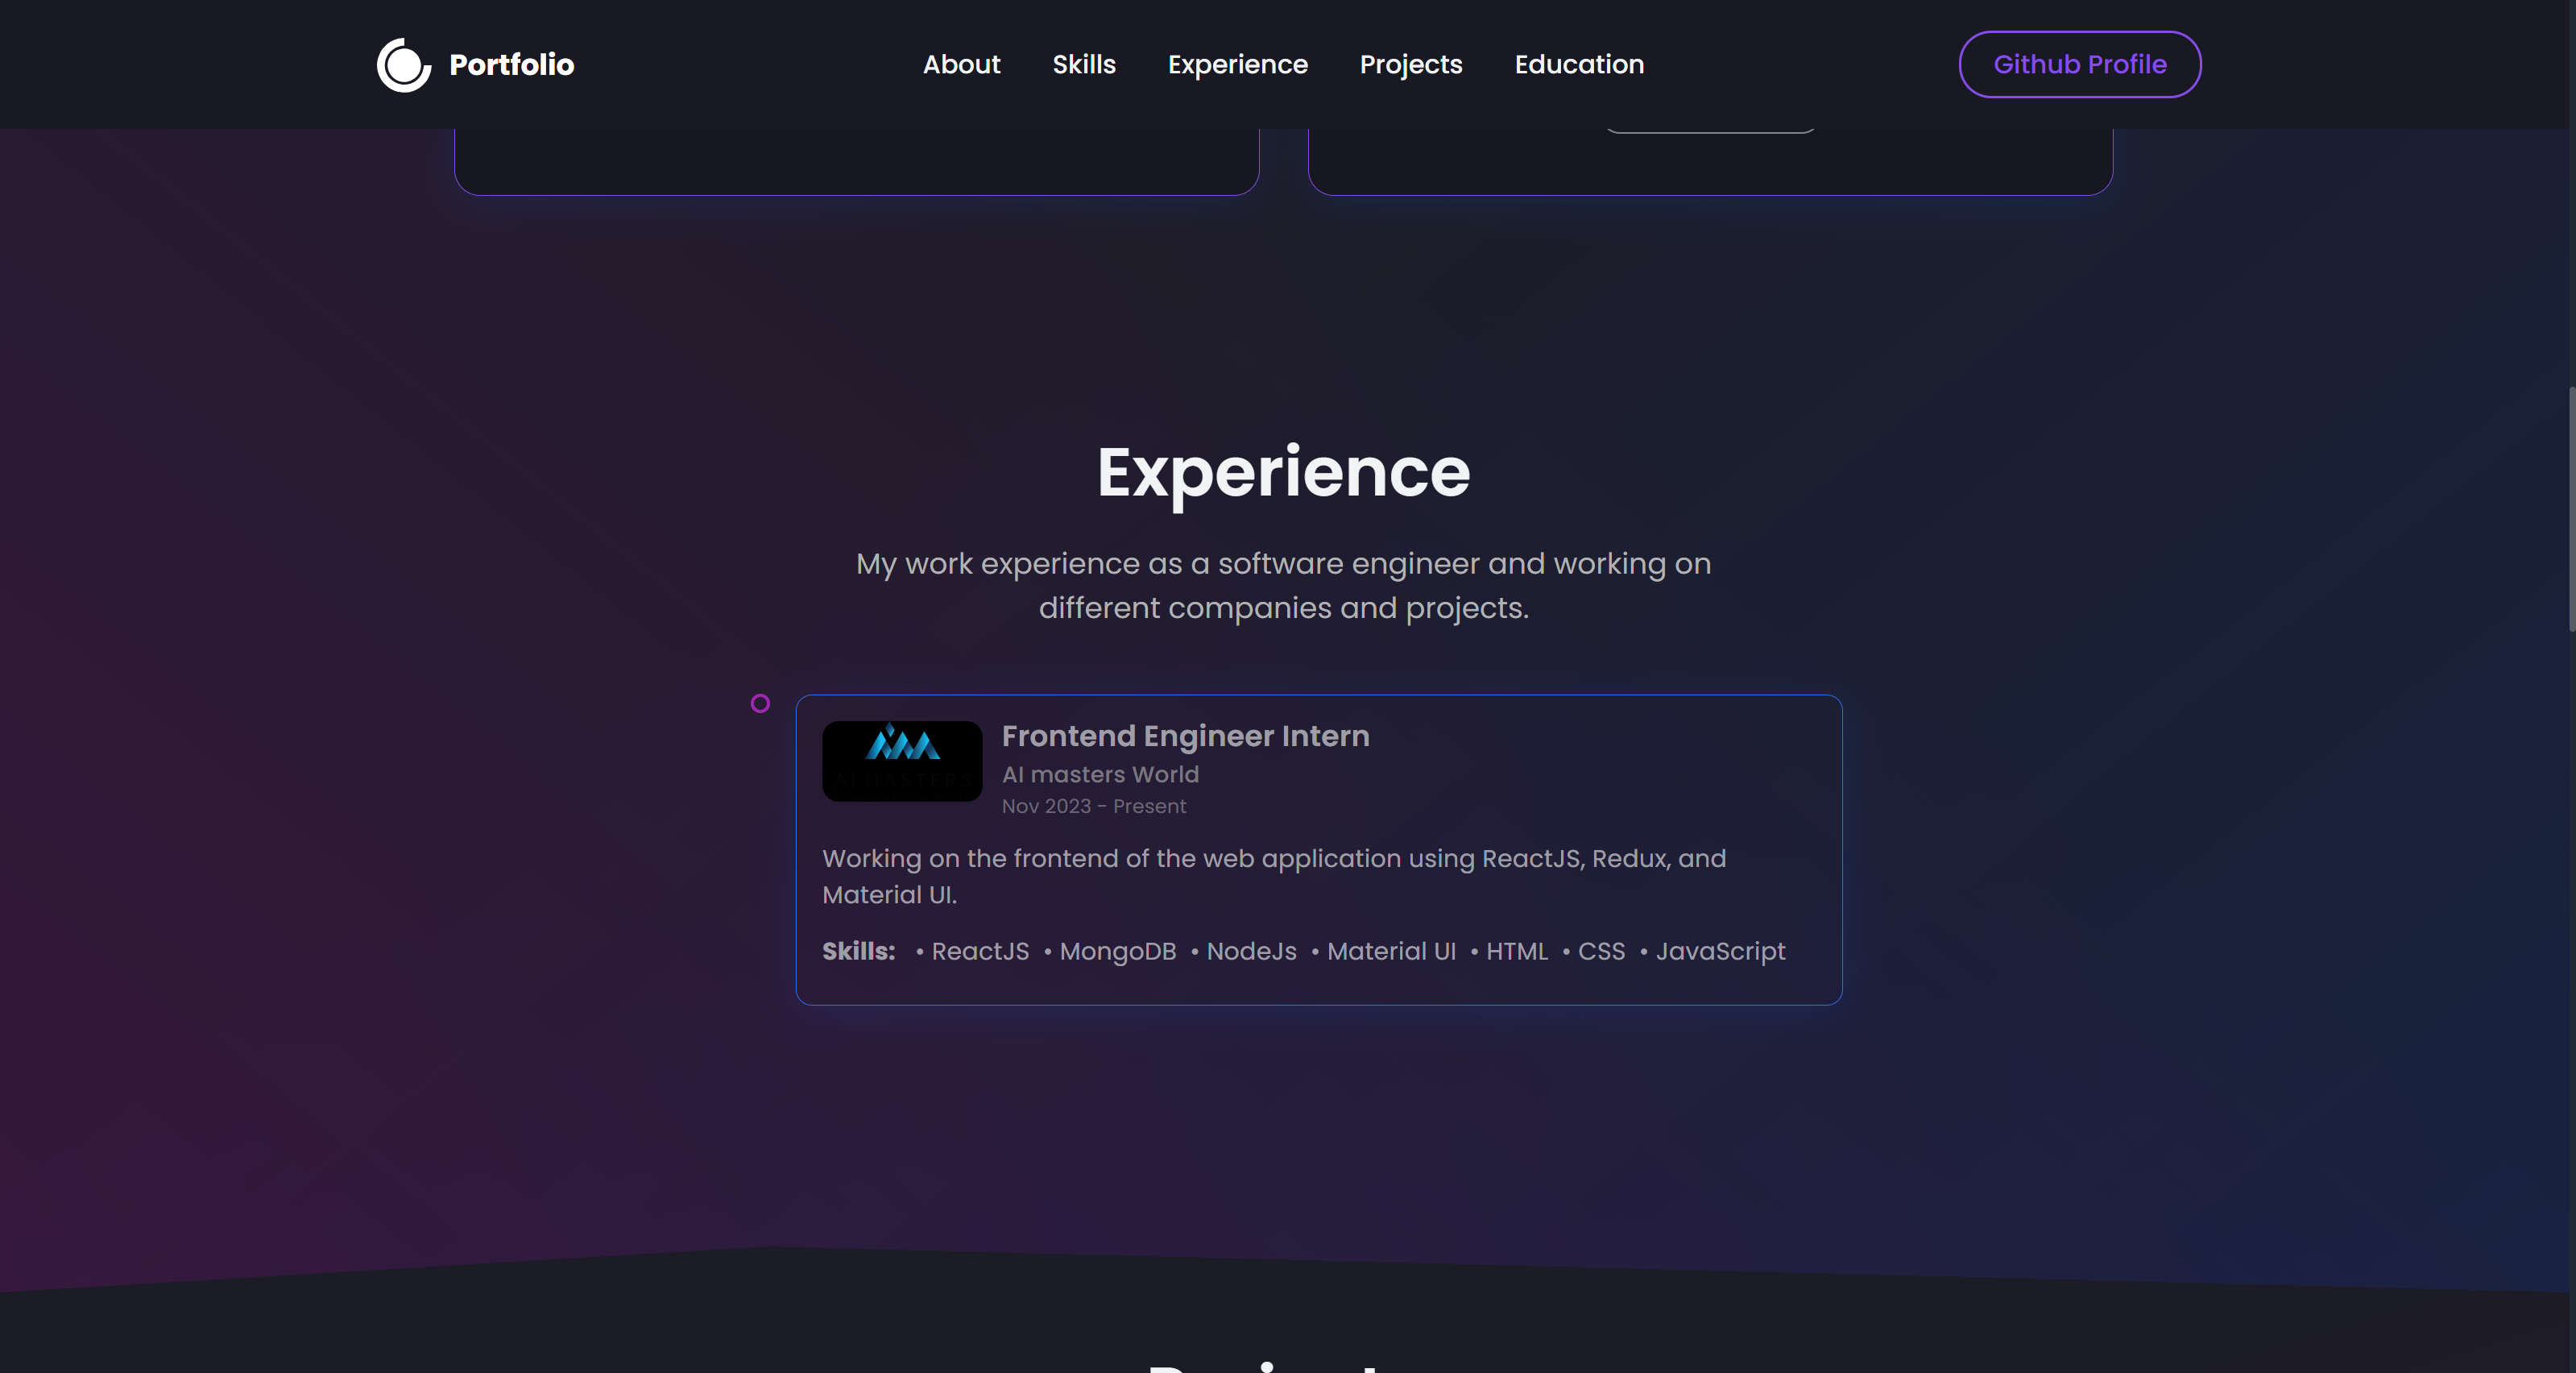 Portfolio
About Skills Experience Projects Education
Github Profile
Experience
My work experience as a software engineer and working on
different companies and projects.
AI MASTERS
Frontend Engineer Intern
AI masters World
Nov 2023 - Present
Working on the frontend of the web application using ReactJS, Redux, and
Material UI.
Skills: • ReactJS • MongoDB • NodeJs • Material UI • HTML • CSS • JavaScript